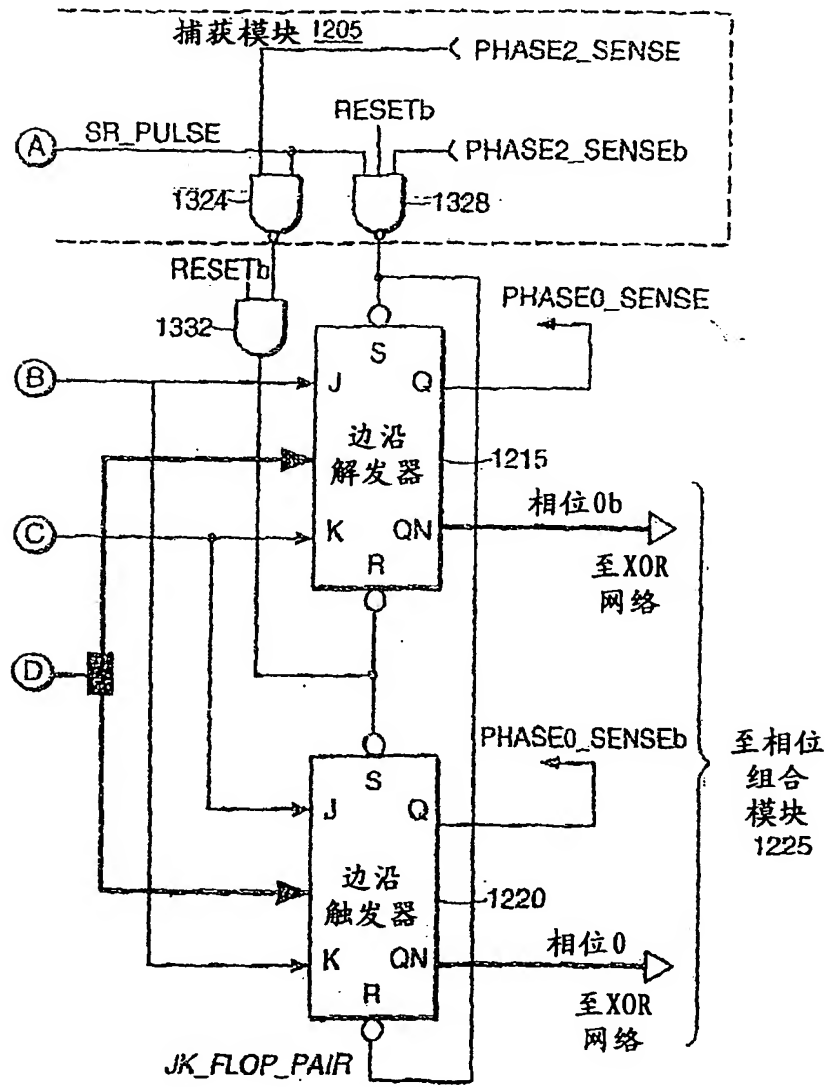 捕获模块 1205
PHASE2_SENSE
RESETb
A
SR_PULSE
PHASE2_SENSEb
1324
1328
RESETb
PHASE0_SENSE
1332
S
B
J
Q
边沿
解发器
1215
相位0b
C
K
QN
R
至XOR
网络
D
PHASE0_SENSEb
S
J
Q
至相位
组合
模块
1225
边沿
触发器
1220
相位0
K
QN
R
至XOR
网络
JK_FLOP_PAIR